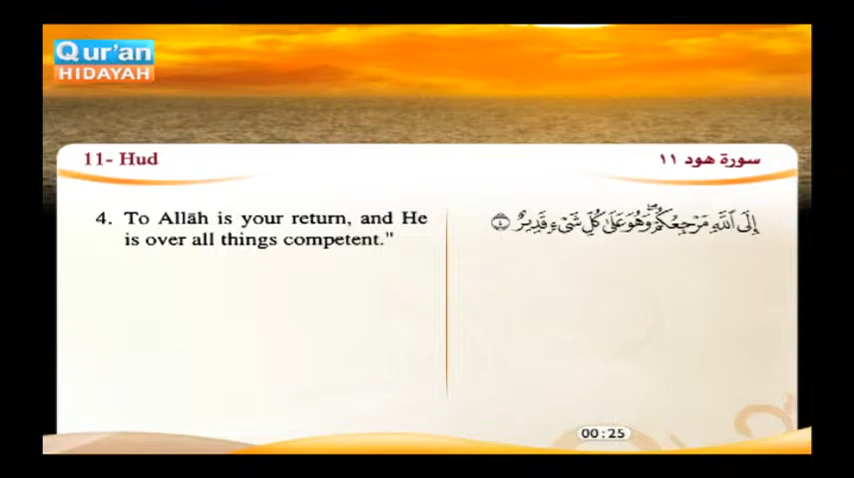 Qur'an
HIDAYAH
11- Hud
سورة هود ١١
4. To Allāh is your return, and He
is over all things competent."
إِلَى ٱللَّهِ مَرْجِعُكُمْ ۖ وَهُوَ عَلَىٰ كُلِّ شَىْءٍ قَدِيرٌ ٤
00:25